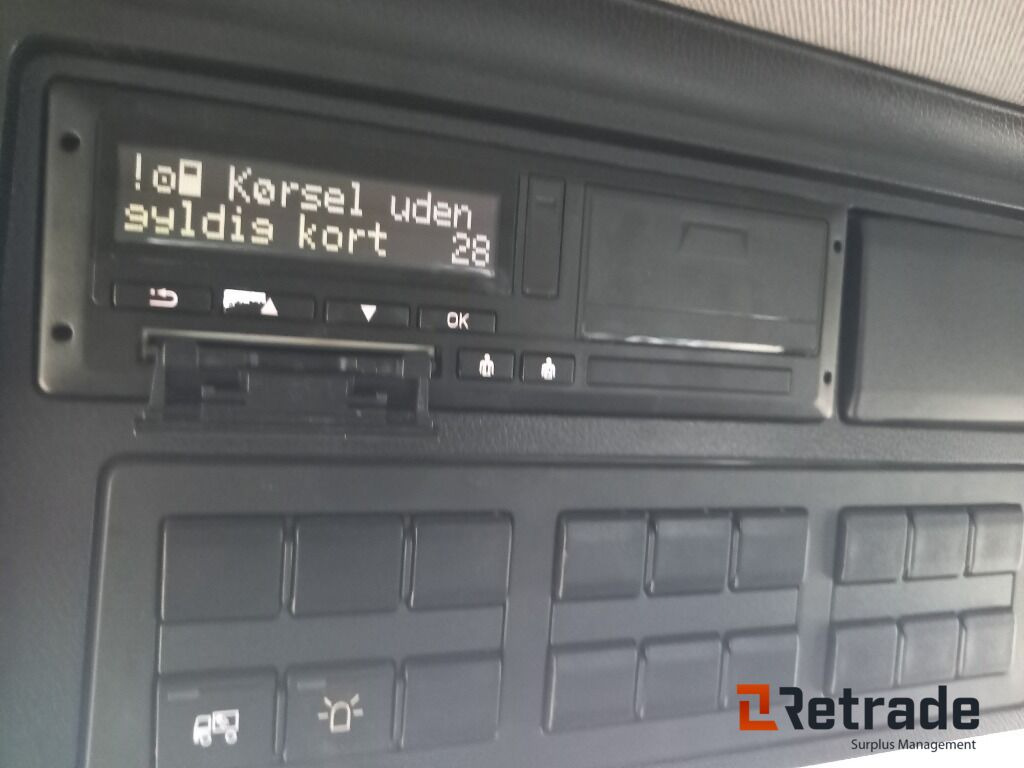 ! Kørsel uden
gyldig kort 28
OK
Retrade
Surplus Management